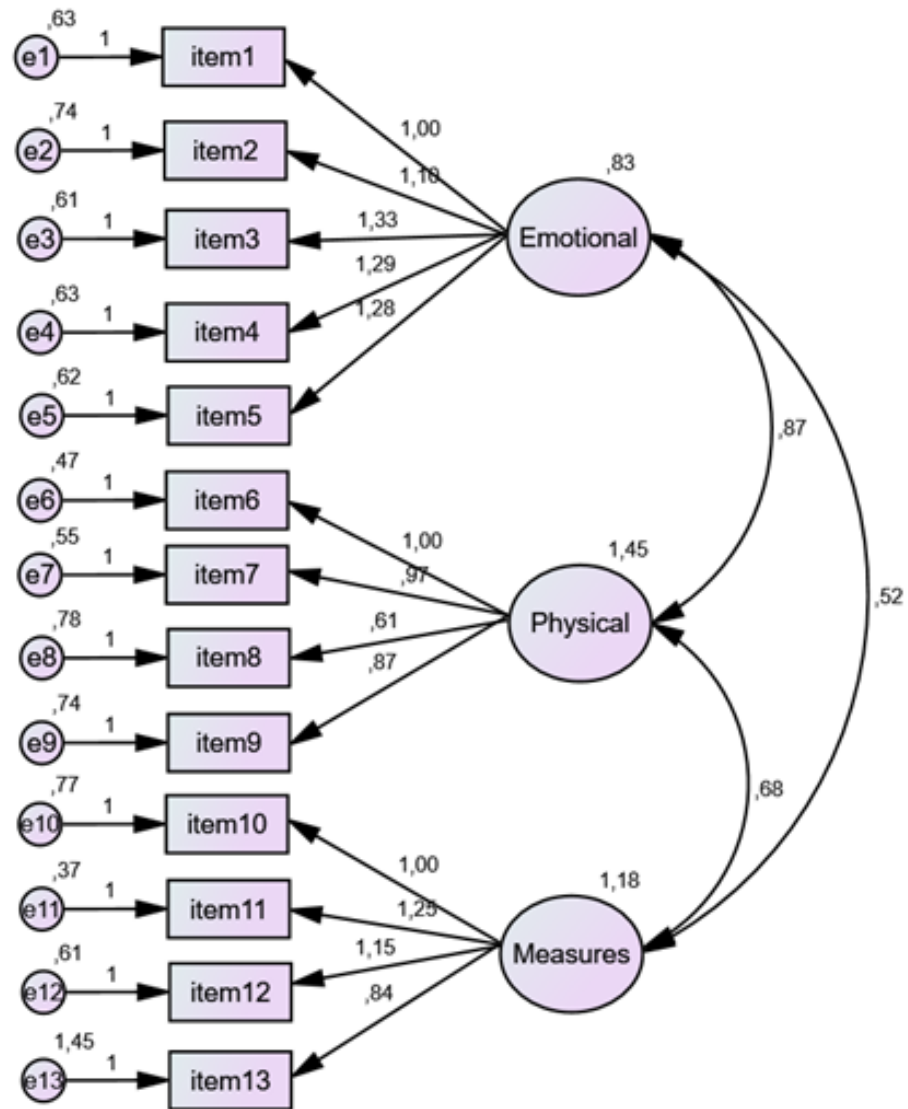 ,63
e1
1
item1
1,00
,74
e2
1
item2
1,10
,83
Emotional
,61
e3
1
item3
1,33
,63
e4
1
item4
1,29
,62
e5
1
item5
1,28
,87
,47
e6
1
item6
1,00
,55
e7
1
item7
,97
1,45
Physical
,52
,78
e8
1
item8
,61
,74
e9
1
item9
,87
,68
,77
e10
1
item10
1,00
,37
e11
1
item11
1,25
1,18
Measures
,61
e12
1
item12
1,15
1,45
e13
1
item13
,84